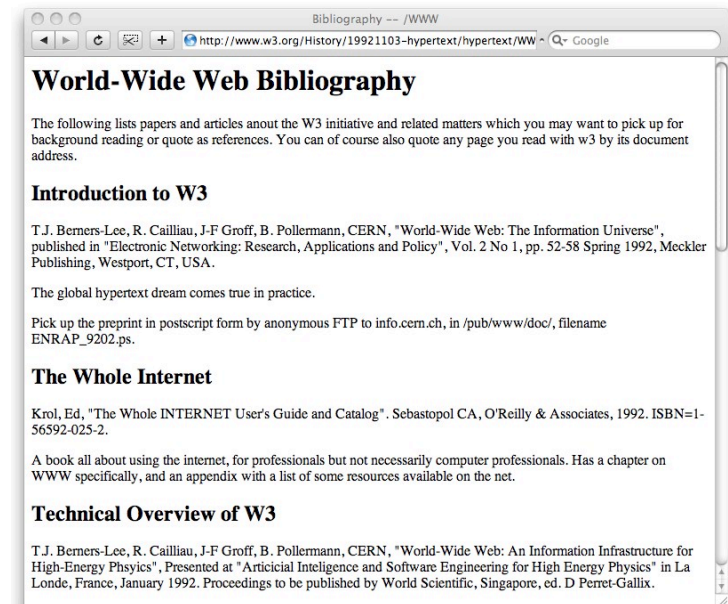 Bibliography -- /WWW
http://www.w3.org/History/19921103-hypertext/hypertext/WW
Google
World-Wide Web Bibliography
The following lists papers and articles anout the W3 initiative and related matters which you may want to pick up for
background reading or quote as references. You can of course also quote any page you read with w3 by its document
address.
Introduction to W3
T.J. Berners-Lee, R. Cailliau, J-F Groff, B. Pollermann, CERN, "World-Wide Web: The Information Universe",
published in "Electronic Networking: Research, Applications and Policy", Vol. 2 No 1, pp. 52-58 Spring 1992, Meckler
Publishing, Westport, CT, USA.
The global hypertext dream comes true in practice.
Pick up the preprint in postscript form by anonymous FTP to info.cern.ch, in /pub/www/doc/, filename
ENRAP_9202.ps.
The Whole Internet
Krol, Ed, "The Whole INTERNET User's Guide and Catalog". Sebastopol CA, O'Reilly & Associates, 1992. ISBN=1-
56592-025-2.
A book all about using the internet, for professionals but not necessarily computer professionals. Has a chapter on
WWW specifically, and an appendix with a list of some resources available on the net.
Technical Overview of W3
T.J. Berners-Lee, R. Cailliau, J-F Groff, B. Pollermann, CERN, "World-Wide Web: An Information Infrastructure for
High-Energy Phsyics", Presented at "Articicial Inteligence and Software Engineering for High Energy Physics" in La
Londe, France, January 1992. Proceedings to be published by World Scientific, Singapore, ed. D Perret-Gallix.